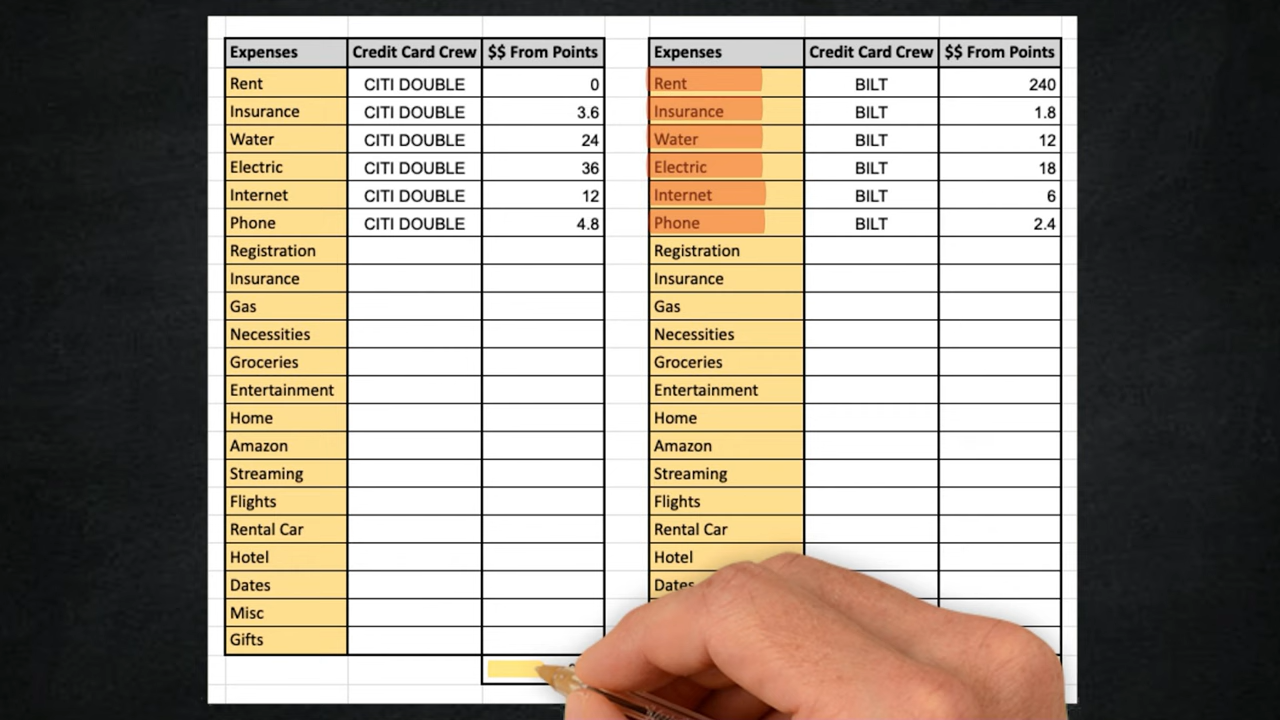 Expenses Credit Card Crew $$ From Points Expenses Credit Card Crew $$ From Points
Rent CITI DOUBLE 0 Rent BILT 240
Insurance CITI DOUBLE 3.6 Insurance BILT 1.8
Water CITI DOUBLE 24 Water BILT 12
Electric CITI DOUBLE 36 Electric BILT 18
Internet CITI DOUBLE 12 Internet BILT 6
Phone CITI DOUBLE 4.8 Phone BILT 2.4
Registration Registration
Insurance Insurance
Gas Gas
Necessities Necessities
Groceries Groceries
Entertainment Entertainment
Home Home
Amazon Amazon
Streaming Streaming
Flights Flights
Rental Car Rental Car
Hotel Hotel
Dates Dates
Misc
Gifts